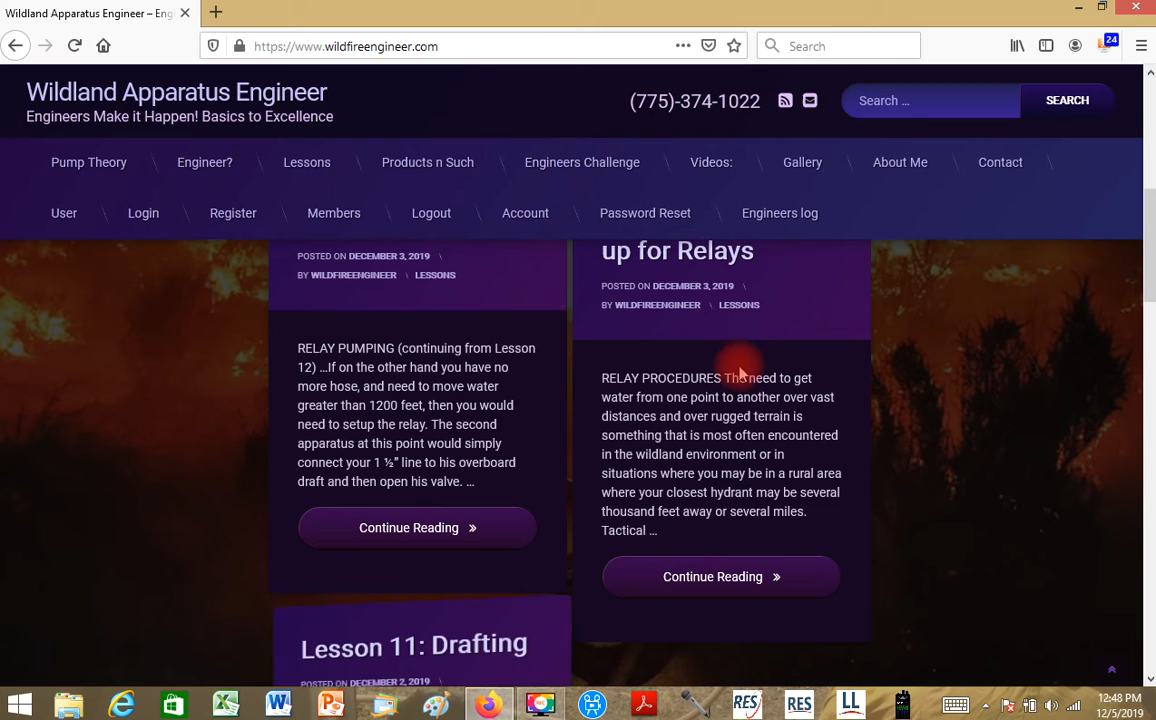 Wildland Apparatus Engineer – Eng
https://www.wildfireengineer.com
Search
24
Wildland Apparatus Engineer
Engineers Make it Happen! Basics to Excellence
(775)-374-1022
Search …
SEARCH
Pump Theory
Engineer?
Lessons
Products n Such
Engineers Challenge
Videos:
Gallery
About Me
Contact
User
Login
Register
Members
Logout
Account
Password Reset
Engineers log
POSTED ON DECEMBER 3, 2019 \
BY WILDFIREENGINEER \ LESSONS
RELAY PUMPING (continuing from Lesson
12) …If on the other hand you have no
more hose, and need to move water
greater than 1200 feet, then you would
need to setup the relay. The second
apparatus at this point would simply
connect your 1 ½” line to his overboard
draft and then open his valve. …
Continue Reading »
up for Relays
POSTED ON DECEMBER 3, 2019 \
BY WILDFIREENGINEER \ LESSONS
RELAY PROCEDURES The need to get
water from one point to another over vast
distances and over rugged terrain is
something that is most often encountered
in the wildland environment or in
situations where you may be in a rural area
where your closest hydrant may be several
thousand feet away or several miles.
Tactical …
Continue Reading »
Lesson 11: Drafting
POSTED ON DECEMBER 2, 2019 \
REC
RES
RES
LL
12:48 PM
12/5/2019